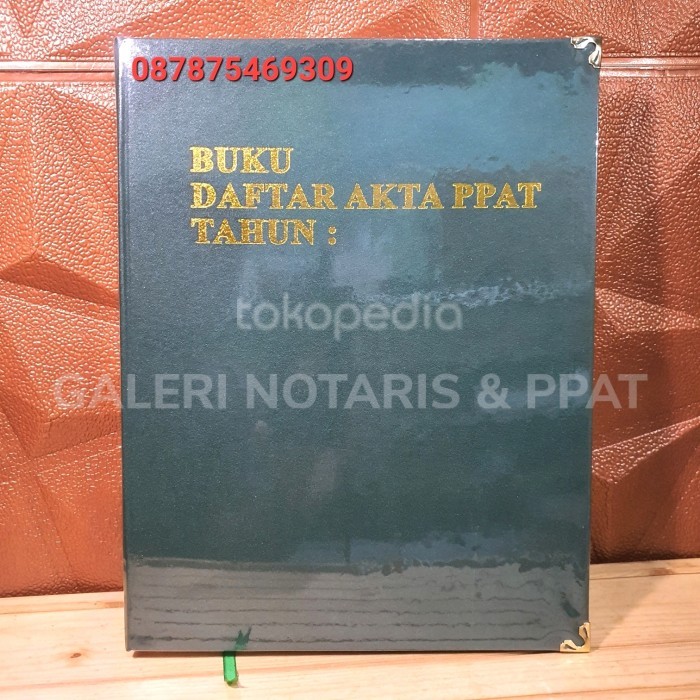 087875469309
BUKU
DAFTAR AKTA PPAT
TAHUN :
tokopedia
GALERI NOTARIS & PPAT